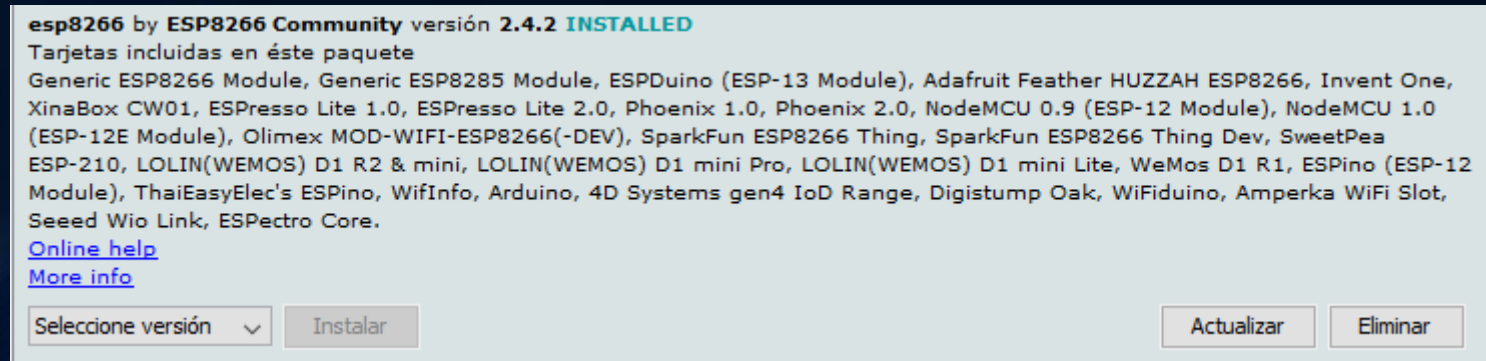 esp8266 by ESP8266 Community versión 2.4.2 INSTALLED
Tarjetas incluidas en éste paquete
Generic ESP8266 Module, Generic ESP8285 Module, ESPDuino (ESP-13 Module), Adafruit Feather HUZZAH ESP8266, Invent One,
XinaBox CW01, ESPresso Lite 1.0, ESPresso Lite 2.0, Phoenix 1.0, Phoenix 2.0, NodeMCU 0.9 (ESP-12 Module), NodeMCU 1.0
(ESP-12E Module), Olimex MOD-WIFI-ESP8266(-DEV), SparkFun ESP8266 Thing, SparkFun ESP8266 Thing Dev, SweetPea
ESP-210, LOLIN(WEMOS) D1 R2 & mini, LOLIN(WEMOS) D1 mini Pro, LOLIN(WEMOS) D1 mini Lite, WeMos D1 R1, ESPino (ESP-12
Module), ThaiEasyElec's ESPino, WifInfo, Arduino, 4D Systems gen4 IoD Range, Digistump Oak, WiFiduino, Amperka WiFi Slot,
Seeed Wio Link, ESPectro Core.
Online help
More info
Seleccione versión Instalar Actualizar Eliminar